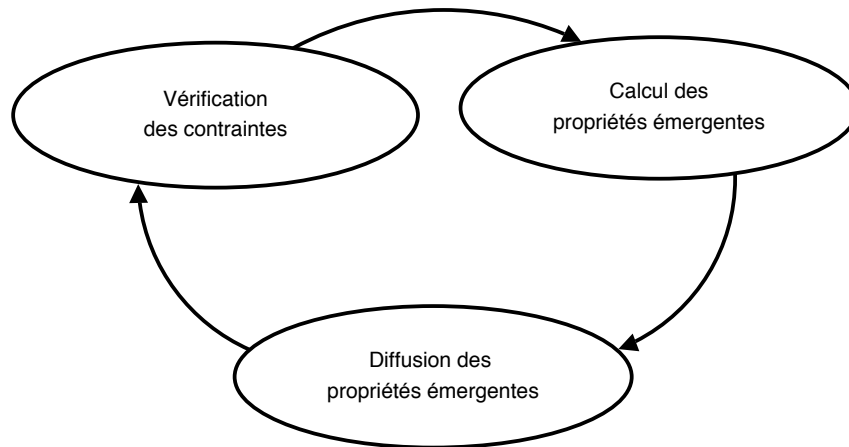 Vérification
des contraintes
Calcul des
propriétés émergentes
Diffusion des
propriétés émergentes